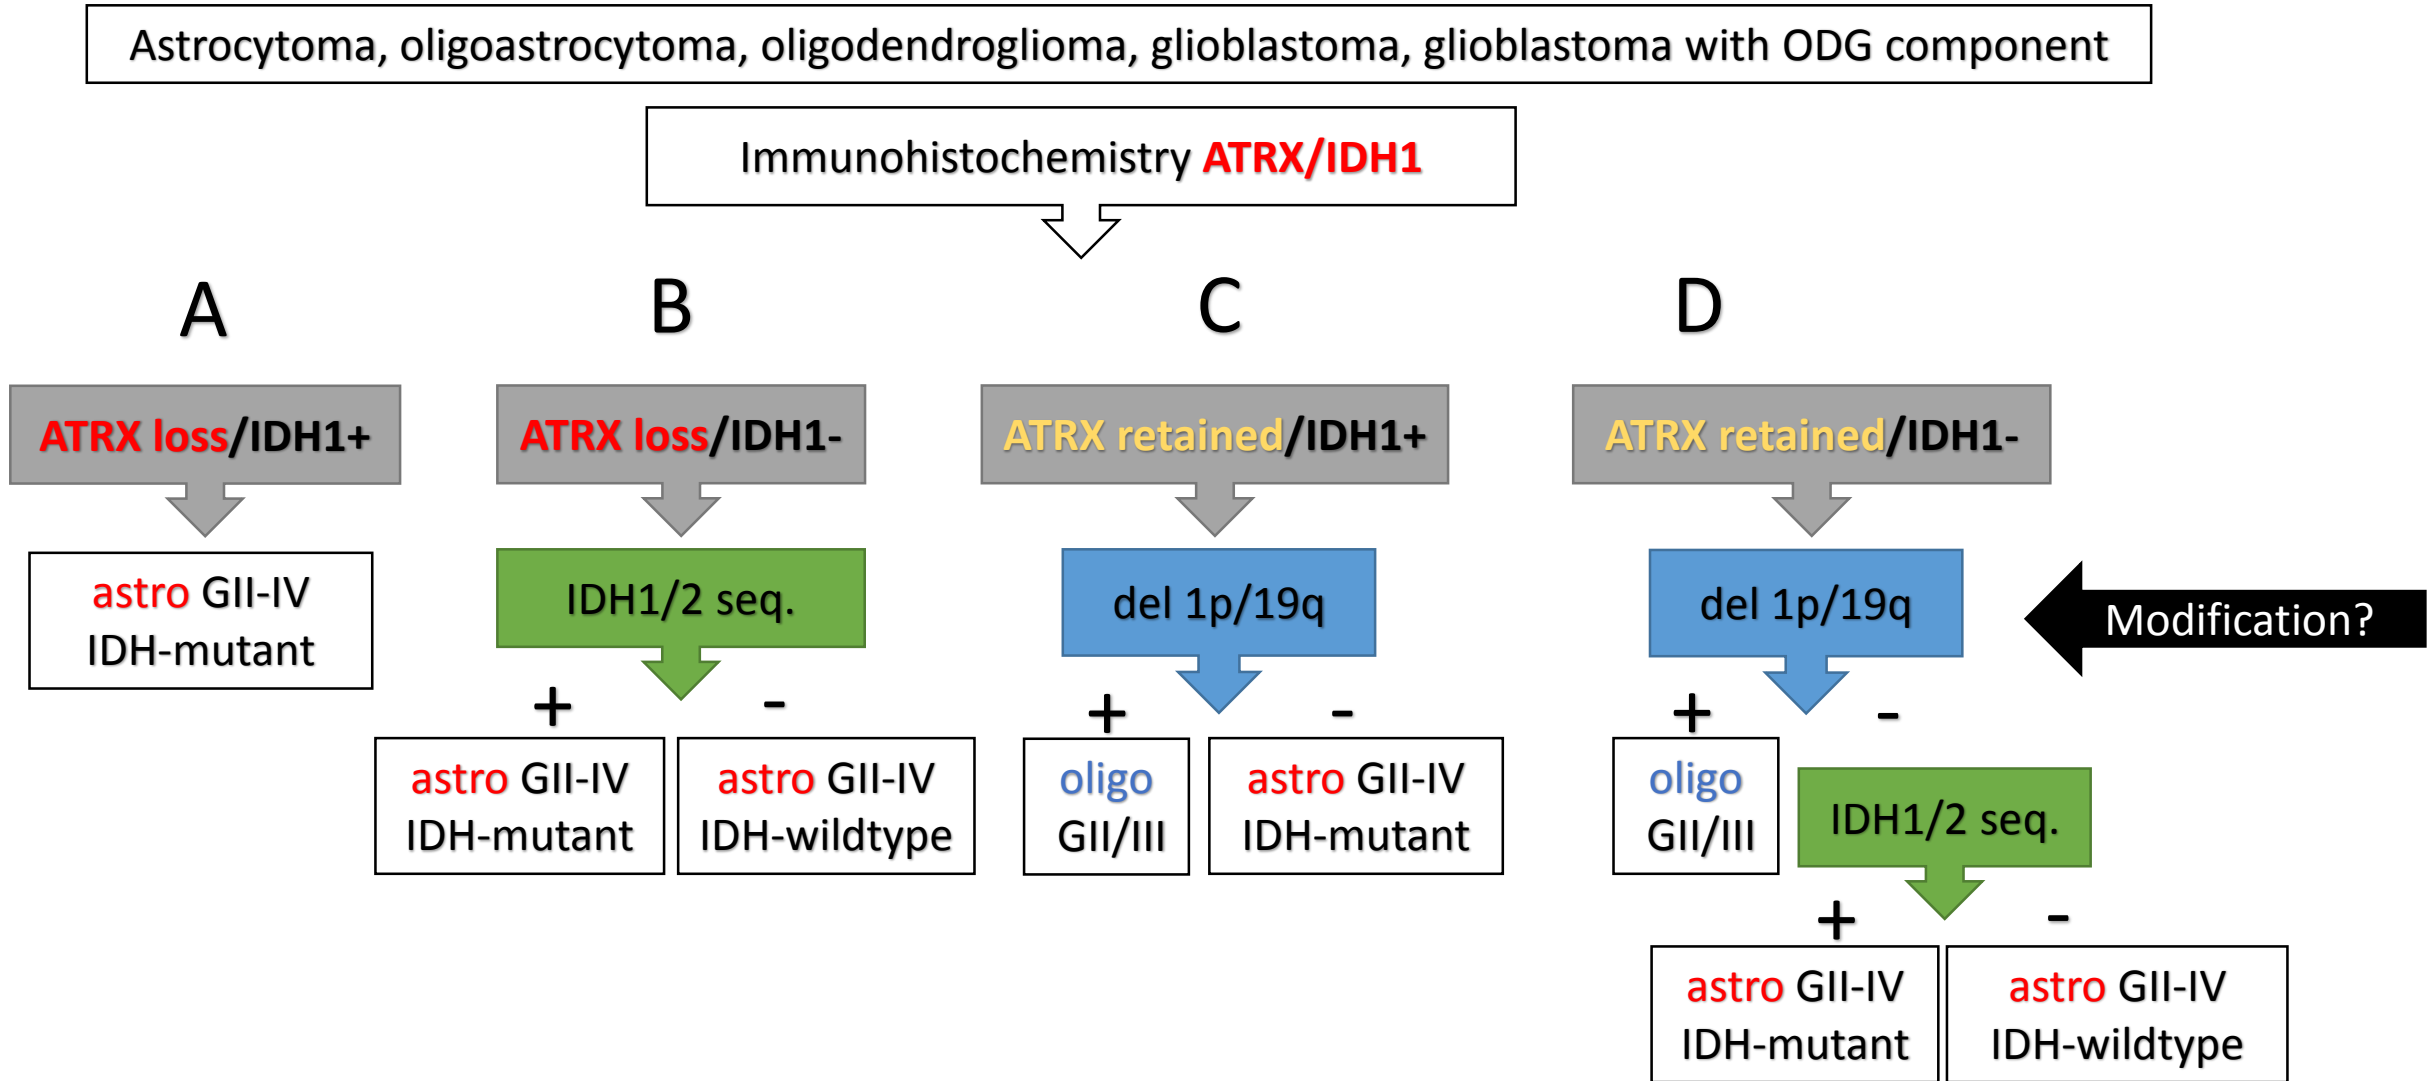 Astrocytoma, oligoastrocytoma, oligodendroglioma, glioblastoma, glioblastoma with ODG component
Immunohistochemistry ATRX/IDH1
A
B
C
D
ATRX loss/IDH1+
ATRX loss/IDH1-
ATRX retained/IDH1+
ATRX retained/IDH1-
astro GII-IV
IDH-mutant
IDH1/2 seq.
del 1p/19q
del 1p/19q
Modification?
+
-
+
-
+
-
astro GII-IV
IDH-mutant
astro GII-IV
IDH-wildtype
oligo
GII/III
astro GII-IV
IDH-mutant
oligo
GII/III
IDH1/2 seq.
+
-
astro GII-IV
IDH-mutant
astro GII-IV
IDH-wildtype